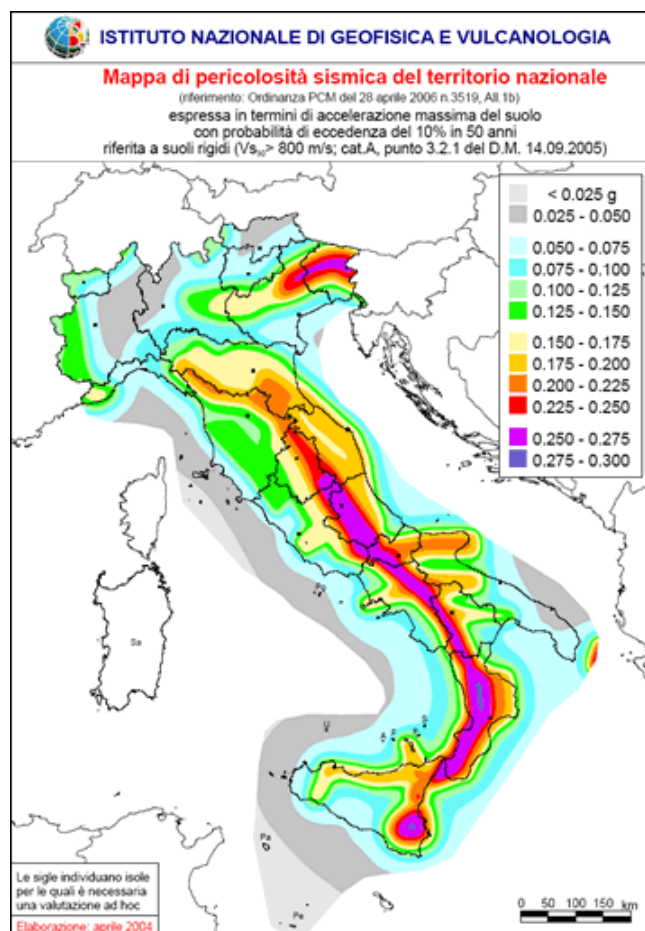 ISTITUTO NAZIONALE DI GEOFISICA E VULCANOLOGIA
Mappa di pericolosità sismica del territorio nazionale
(riferimento: Ordinanza PCM del 28 aprile 2006 n.3519, All.1b)
espressa in termini di accelerazione massima del suolo
con probabilità di eccedenza del 10% in 50 anni
riferita a suoli rigidi (Vs30> 800 m/s; cat.A, punto 3.2.1 del D.M. 14.09.2005)
< 0.025 g
0.025 - 0.050
0.050 - 0.075
0.075 - 0.100
0.100 - 0.125
0.125 - 0.150
0.150 - 0.175
0.175 - 0.200
0.200 - 0.225
0.225 - 0.250
0.250 - 0.275
0.275 - 0.300
Sa
U
Pa
Pe
Le sigle individuano isole
per le quali è necessaria
una valutazione ad hoc
Elaborazione: aprile 2004
0 50 100 150
km